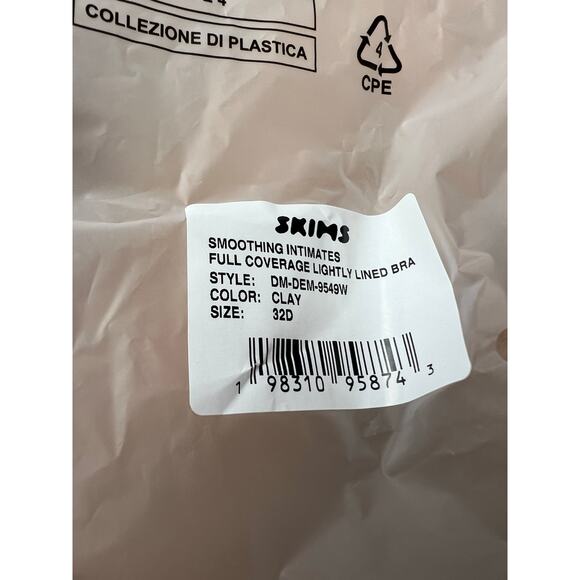 COLLEZIONE DI PLASTICA
4
CPE
SKIMS
SMOOTHING INTIMATES
FULL COVERAGE LIGHTLY LINED BRA
STYLE: DM-DEM-9549W
COLOR: CLAY
SIZE: 32D
1 98310 95874 3